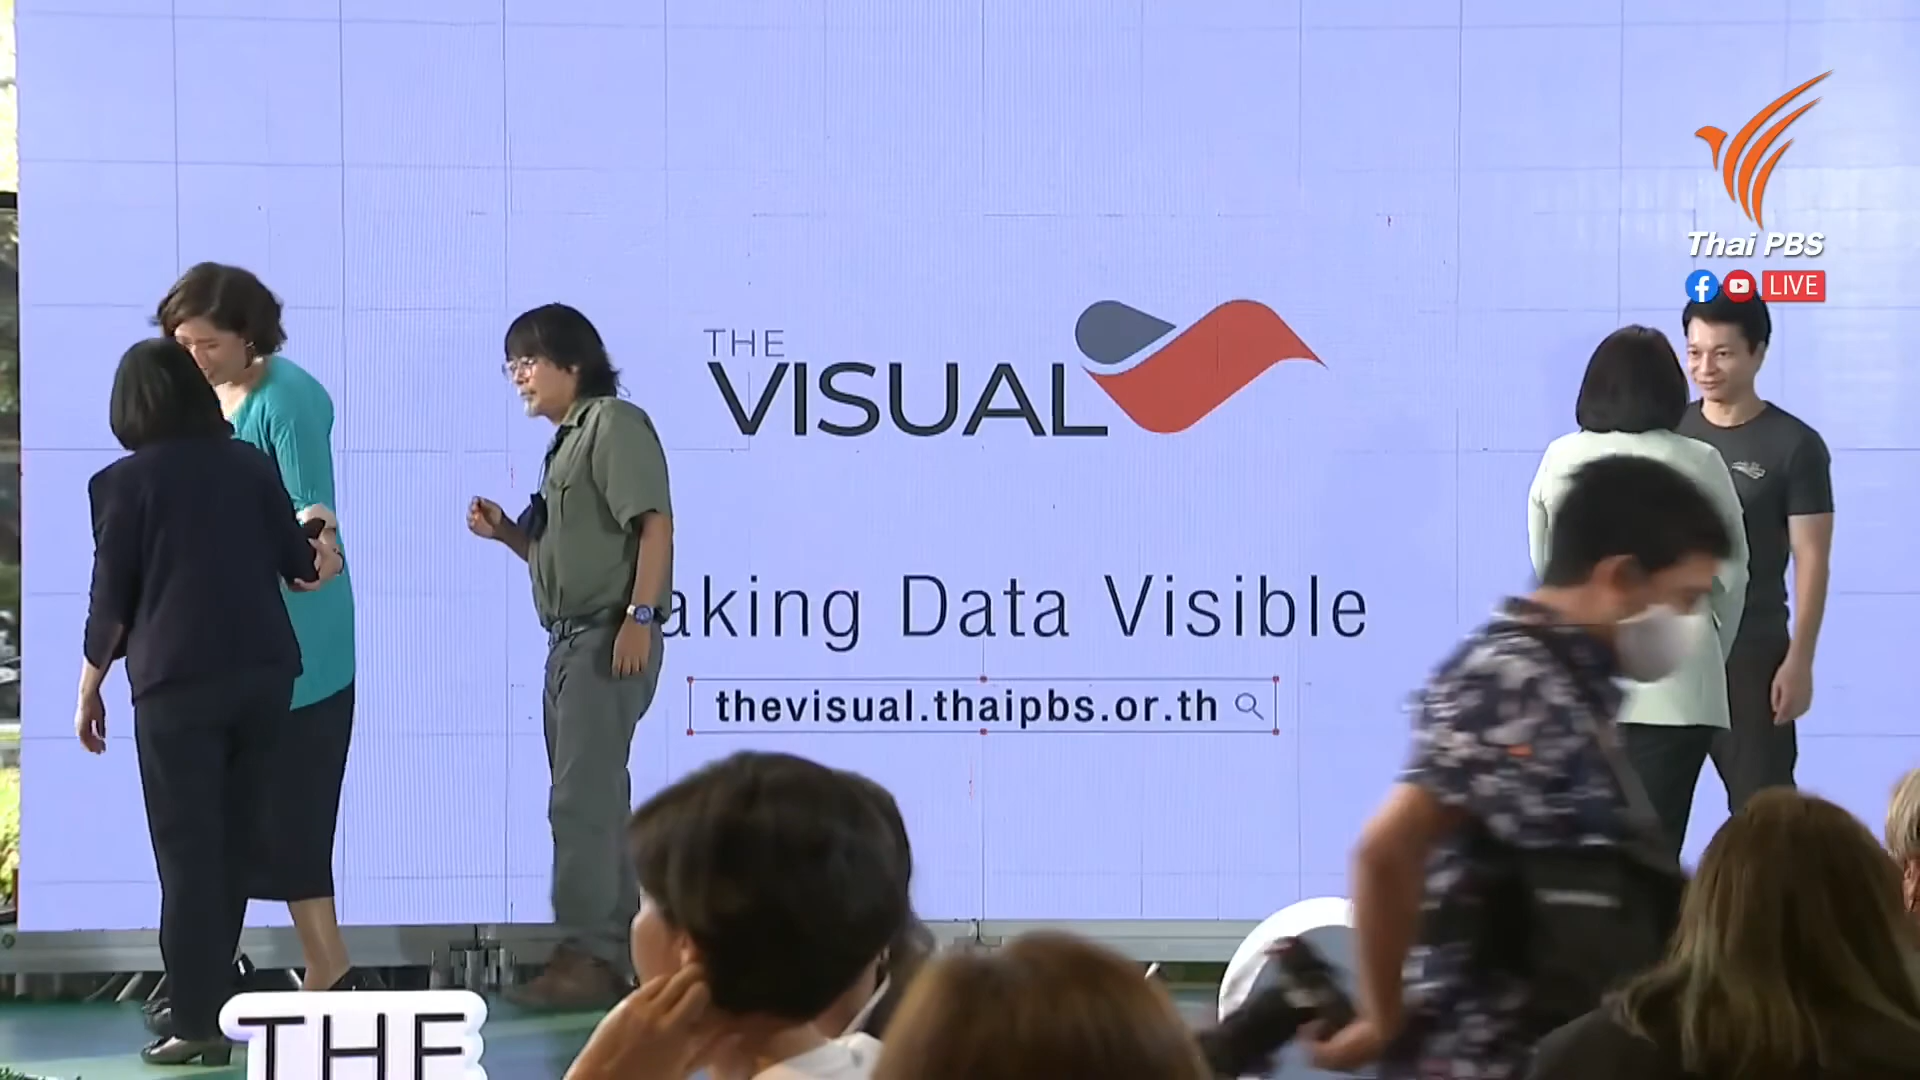 Thai PBS
LIVE
THE
VISUAL
aking Data Visible
thevisual.thaipbs.or.th
THE